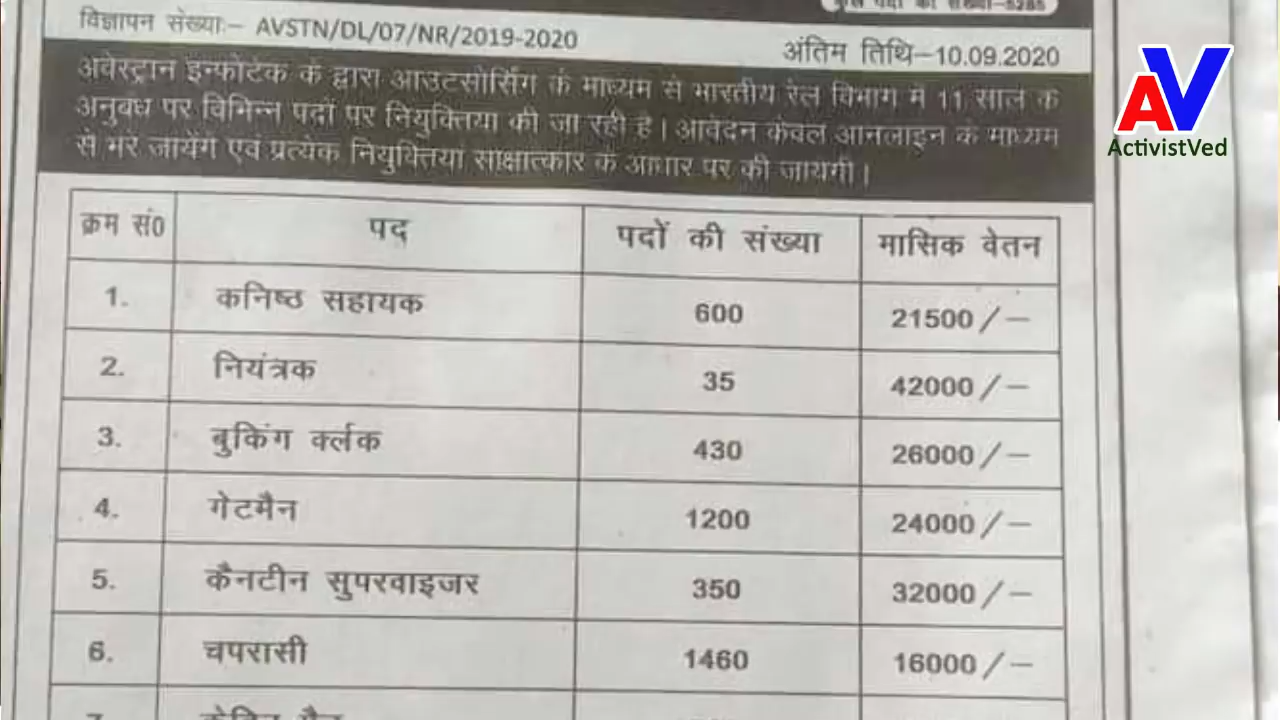 कुल पदों की संख्या–5285
विज्ञापन संख्याः– AVSTN/DL/07/NR/2019-2020
अंतिम तिथि–10.09.2020
अवेस्ट्रान इन्फोटेक के द्वारा आउटसोर्सिंग के माध्यम से भारतीय रेल विभाग में 11 साल के
अनुबंध पर विभिन्न पदों पर नियुक्तिया की जा रही है। आवेदन केवल ऑनलाइन के माध्यम
से भरे जायेंगे एवं प्रत्येक नियुक्तिया साक्षात्कार के आधार पर की जायगी।
क्रम सं0 पद पदों की संख्या मासिक वेतन
1. कनिष्ठ सहायक 600 21500/–
2. नियंत्रक 35 42000/–
3. बुकिंग क्लर्क 430 26000/–
4. गेटमैन 1200 24000/–
5. कैनटीन सुपरवाइजर 350 32000/–
6. चपरासी 1460 16000/–
AV
ActivistVed